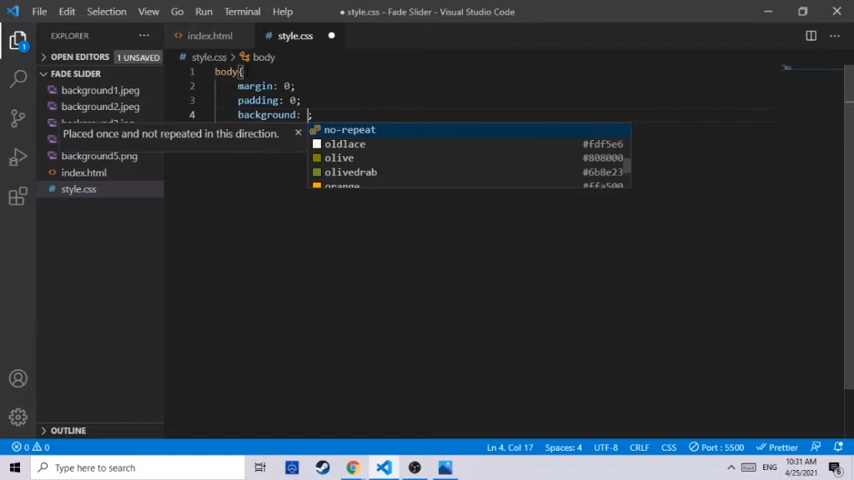 File Edit Selection View Go Run Terminal Help
● style.css - Fade Slider - Visual Studio Code
EXPLORER
index.html
style.css
OPEN EDITORS 1 UNSAVED
FADE SLIDER
background1.jpeg
background2.jpeg
background5.png
index.html
style.css
OUTLINE
style.css > body
1 body{
2 margin: 0;
3 padding: 0;
4 background: ;
Placed once and not repeated in this direction. ×
no-repeat
oldlace #fdf5e6
olive #808000
olivedrab #6b8e23
orange #ffa500
0 0
Ln 4, Col 17 Spaces: 4 UTF-8 CRLF CSS Port : 5500 Prettier
Type here to search
ENG
10:31 AM
4/25/2021